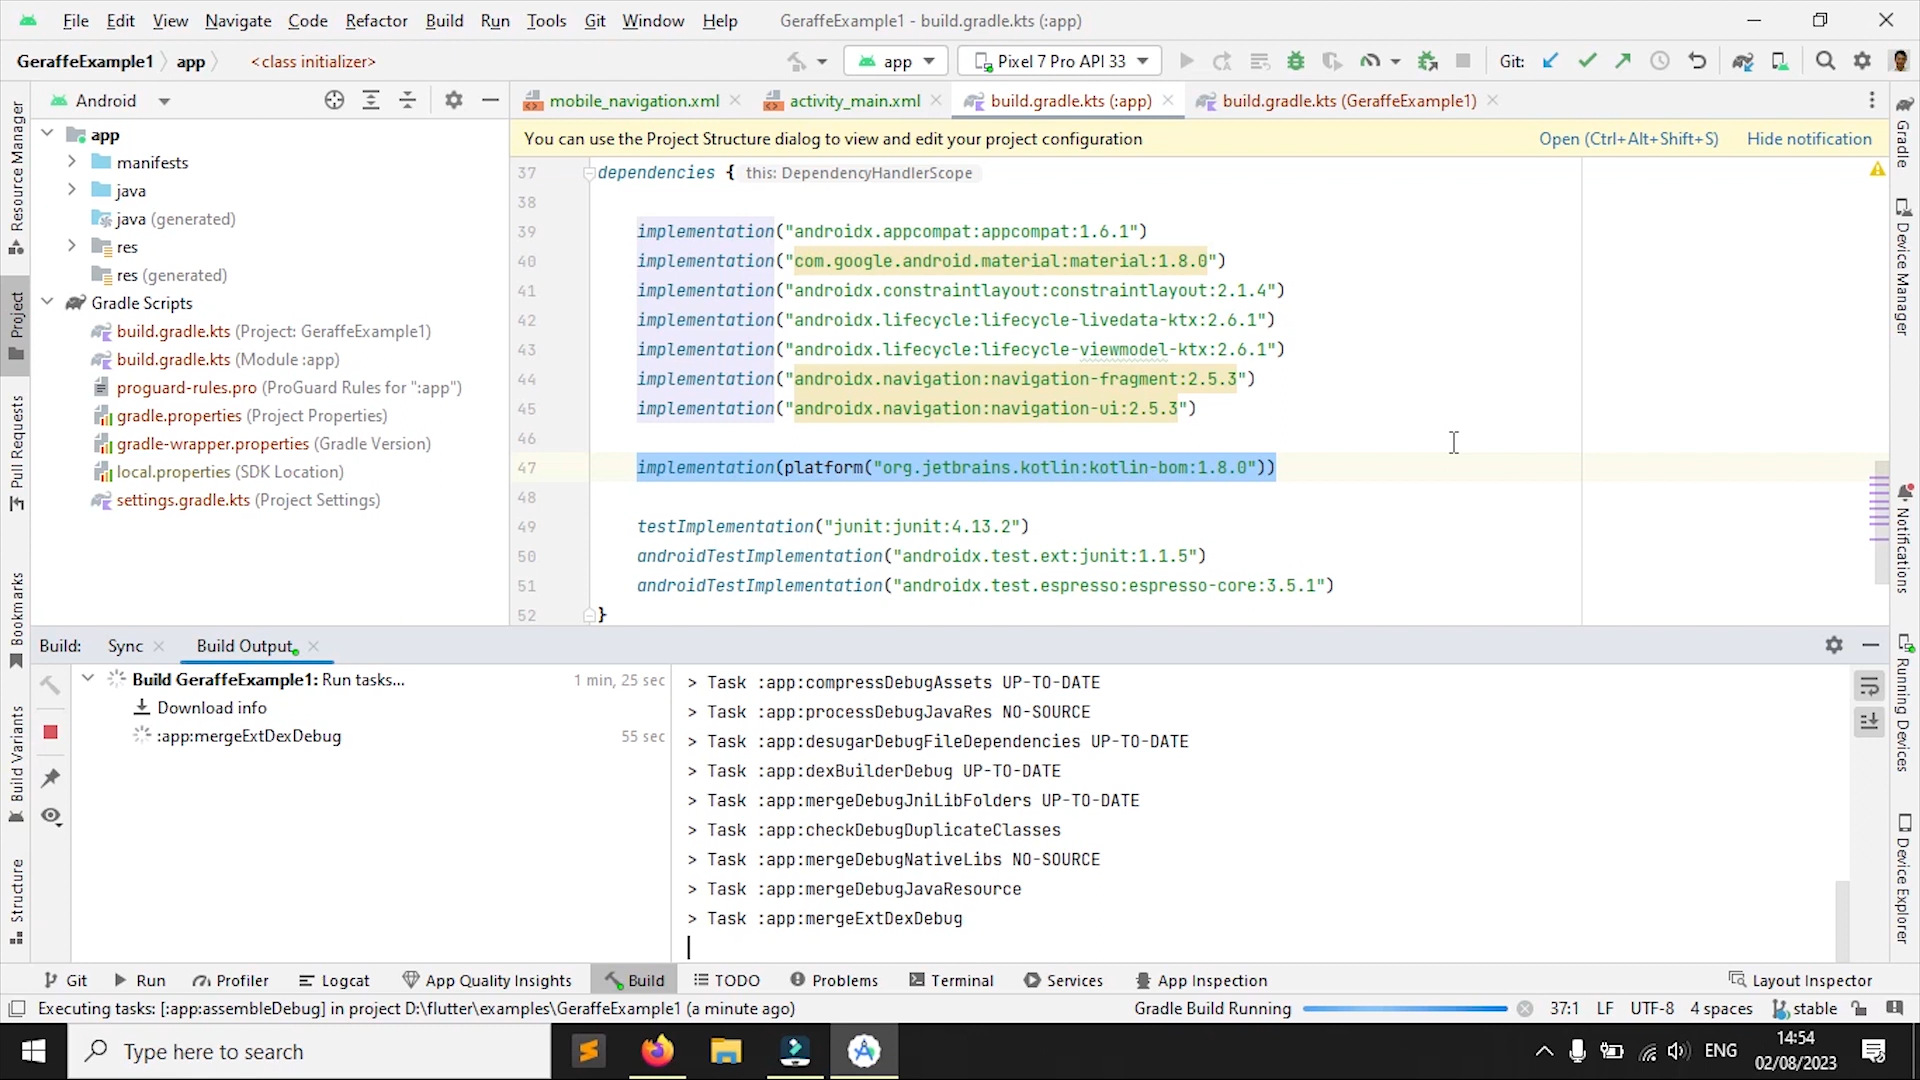 File Edit View Navigate Code Refactor Build Run Tools Git Window Help GeraffeExample1 - build.gradle.kts (:app)
GeraffeExample1 app <class initializer> app Pixel 7 Pro API 33 Git:
Android
mobile_navigation.xml activity_main.xml build.gradle.kts (:app) build.gradle.kts (GeraffeExample1)
You can use the Project Structure dialog to view and edit your project configuration Open (Ctrl+Alt+Shift+S) Hide notification
Resource Manager
Project
Pull Requests
Bookmarks
Build Variants
Structure
app
manifests
java
java (generated)
res
res (generated)
Gradle Scripts
build.gradle.kts (Project: GeraffeExample1)
build.gradle.kts (Module :app)
proguard-rules.pro (ProGuard Rules for ":app")
gradle.properties (Project Properties)
gradle-wrapper.properties (Gradle Version)
local.properties (SDK Location)
settings.gradle.kts (Project Settings)
37 dependencies { this: DependencyHandlerScope
38
39 implementation("androidx.appcompat:appcompat:1.6.1")
40 implementation("com.google.android.material:material:1.8.0")
41 implementation("androidx.constraintlayout:constraintlayout:2.1.4")
42 implementation("androidx.lifecycle:lifecycle-livedata-ktx:2.6.1")
43 implementation("androidx.lifecycle:lifecycle-viewmodel-ktx:2.6.1")
44 implementation("androidx.navigation:navigation-fragment:2.5.3")
45 implementation("androidx.navigation:navigation-ui:2.5.3")
46
47 implementation(platform("org.jetbrains.kotlin:kotlin-bom:1.8.0"))
48
49 testImplementation("junit:junit:4.13.2")
50 androidTestImplementation("androidx.test.ext:junit:1.1.5")
51 androidTestImplementation("androidx.test.espresso:espresso-core:3.5.1")
52 }
Gradle
Device Manager
Notifications
Running Devices
Device Explorer
Build: Sync Build Output
Build GeraffeExample1: Run tasks... 1 min, 25 sec
Download info
:app:mergeExtDexDebug 55 sec
> Task :app:compressDebugAssets UP-TO-DATE
> Task :app:processDebugJavaRes NO-SOURCE
> Task :app:desugarDebugFileDependencies UP-TO-DATE
> Task :app:dexBuilderDebug UP-TO-DATE
> Task :app:mergeDebugJniLibFolders UP-TO-DATE
> Task :app:checkDebugDuplicateClasses
> Task :app:mergeDebugNativeLibs NO-SOURCE
> Task :app:mergeDebugJavaResource
> Task :app:mergeExtDexDebug
Git Run Profiler Logcat App Quality Insights Build TODO Problems Terminal Services App Inspection Layout Inspector
Executing tasks: [:app:assembleDebug] in project D:\flutter\examples\GeraffeExample1 (a minute ago) Gradle Build Running 37:1 LF UTF-8 4 spaces stable
Type here to search ENG 14:54
02/08/2023